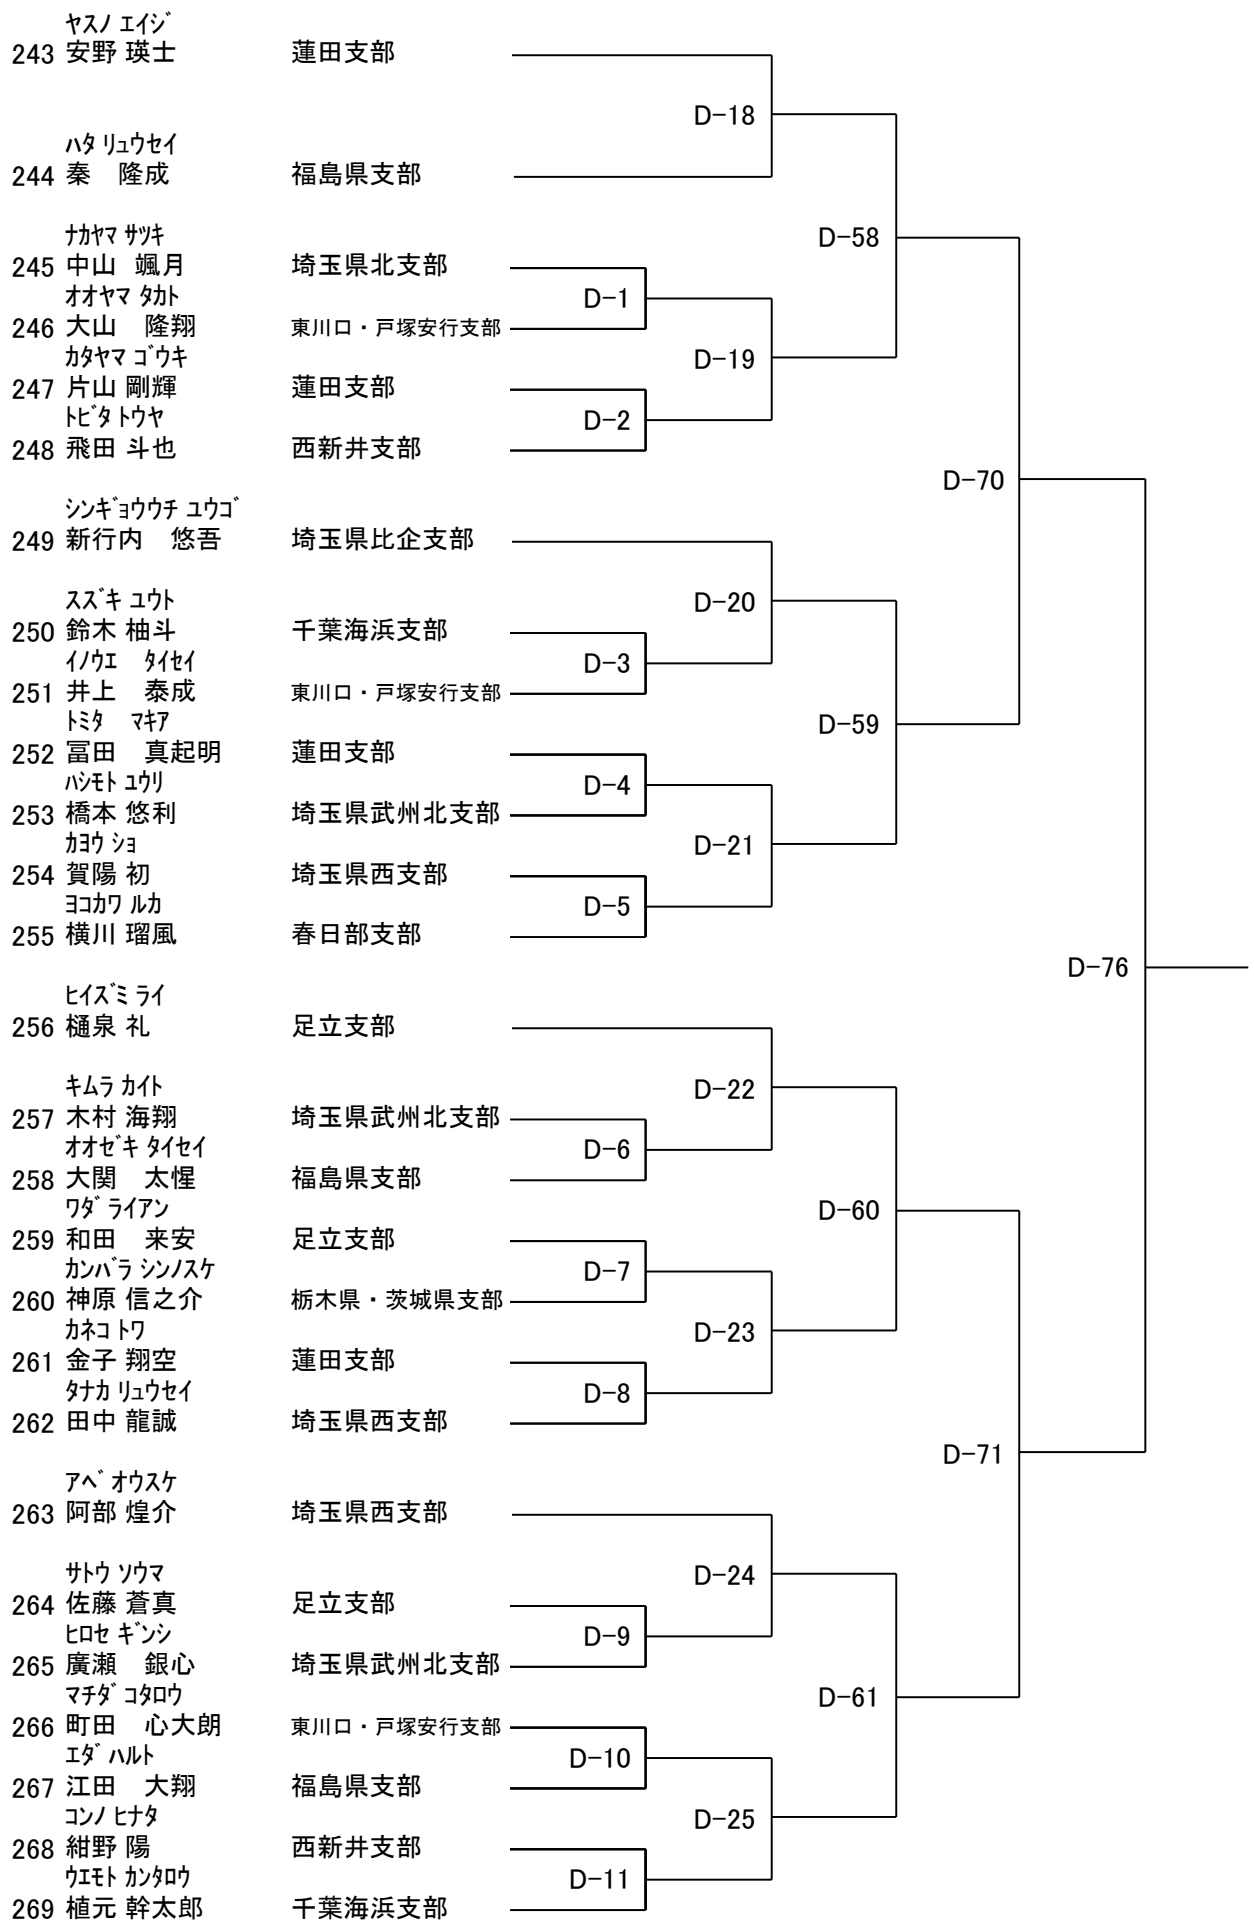 ヤスノ エイジ
243 安野 瑛士 蓮田支部
D-18
ハタ リュウセイ
244 秦　隆成 福島県支部
D-58
ナカヤマ サツキ
245 中山　颯月 埼玉県北支部
D-1
オオヤマ タカト
246 大山　隆翔 東川口・戸塚安行支部
D-19
カタヤマ ゴウキ
247 片山 剛輝 蓮田支部
D-2
トビタ トウヤ
248 飛田 斗也 西新井支部
D-70
シンギョウウチ ユウゴ
249 新行内　悠吾 埼玉県比企支部
D-20
スズキ ユウト
250 鈴木 柚斗 千葉海浜支部
D-3
イノウエ　タイセイ
251 井上　泰成 東川口・戸塚安行支部
D-59
トミタ　マキア
252 冨田　真起明 蓮田支部
D-4
ハシモト ユウリ
253 橋本 悠利 埼玉県武州北支部
D-21
カヨウ ショ
254 賀陽 初 埼玉県西支部
D-5
ヨコカワ ルカ
255 横川 瑠風 春日部支部
D-76
ヒイズミ ライ
256 樋泉 礼 足立支部
D-22
キムラ カイト
257 木村 海翔 埼玉県武州北支部
D-6
オオゼキ タイセイ
258 大関　太惺 福島県支部
D-60
ワダ ライアン
259 和田　来安 足立支部
D-7
カンバラ シンノスケ
260 神原 信之介 栃木県・茨城県支部
D-23
カネコ トワ
261 金子 翔空 蓮田支部
D-8
タナカ リュウセイ
262 田中 龍誠 埼玉県西支部
D-71
アベ オウスケ
263 阿部 煌介 埼玉県西支部
D-24
サトウ ソウマ
264 佐藤 蒼真 足立支部
D-9
ヒロセ ギンシ
265 廣瀬　銀心 埼玉県武州北支部
D-61
マチダ コタロウ
266 町田　心大朗 東川口・戸塚安行支部
D-10
エダ ハルト
267 江田　大翔 福島県支部
D-25
コンノ ヒナタ
268 紺野 陽 西新井支部
D-11
ウエモト カンタロウ
269 植元 幹太郎 千葉海浜支部